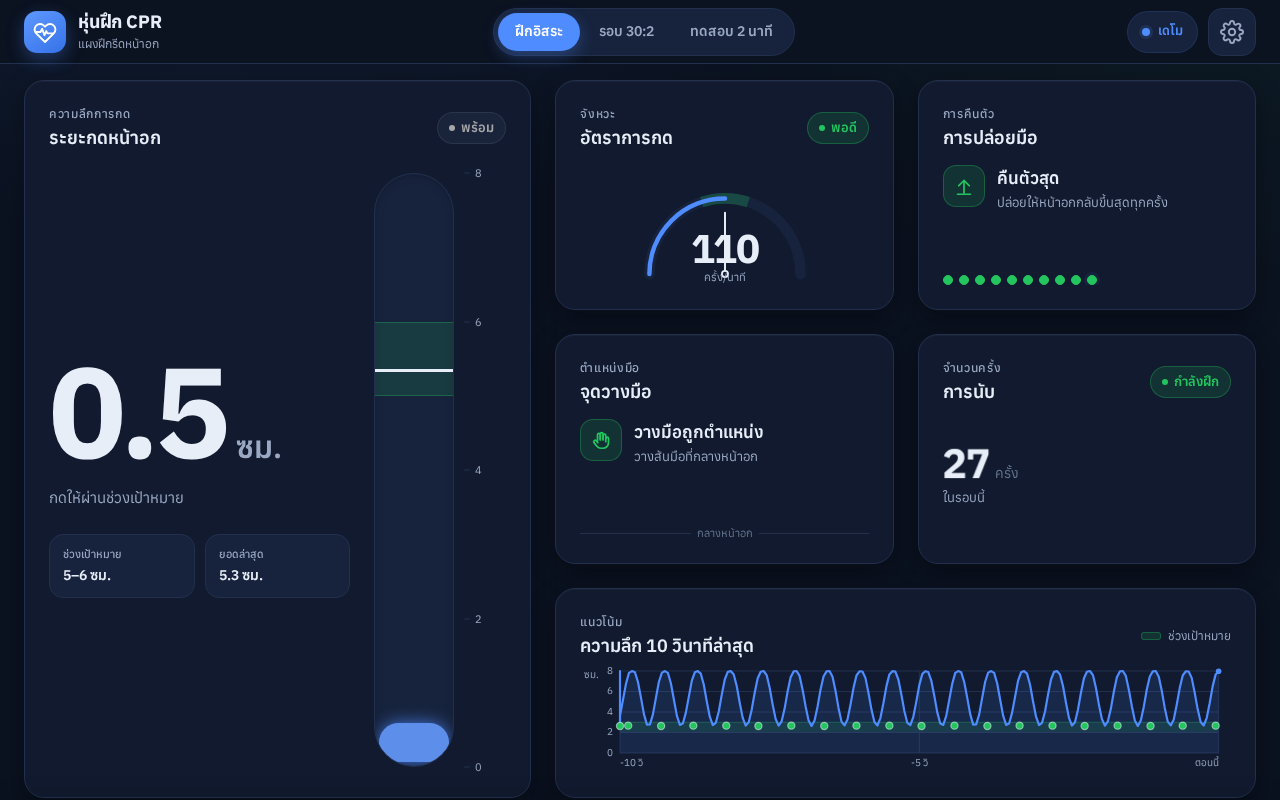 หุ่นฝึก CPR
แผงฝึกรีดหน้าอก
ฝึกอิสระ
รอบ 30:2
ทดสอบ 2 นาที
เดโม
ความลึกการกด
ระยะกดหน้าอก
พร้อม
8
6
4
2
0
0.5 ซม.
กดให้ผ่านช่วงเป้าหมาย
ช่วงเป้าหมาย
5–6 ซม.
ยอดล่าสุด
5.3 ซม.
จังหวะ
อัตราการกด
พอดี
110
ครั้ง/นาที
การคืนตัว
การปล่อยมือ
คืนตัวสุด
ปล่อยให้หน้าอกกลับขึ้นสุดทุกครั้ง
ตำแหน่งมือ
จุดวางมือ
วางมือถูกตำแหน่ง
วางส้นมือที่กลางหน้าอก
กลางหน้าอก
จำนวนครั้ง
การนับ
กำลังฝึก
27 ครั้ง
ในรอบนี้
แนวโน้ม
ความลึก 10 วินาทีล่าสุด
ช่วงเป้าหมาย
ซม.
8
6
4
2
0
-10 วิ
-5 วิ
ตอนนี้